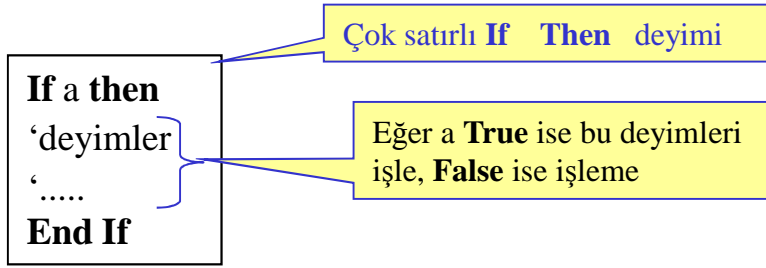 Çok satırlı If Then deyimi
If a then
‘deyimler
‘.....
End If
Eğer a True ise bu deyimleri
işle, False ise işleme